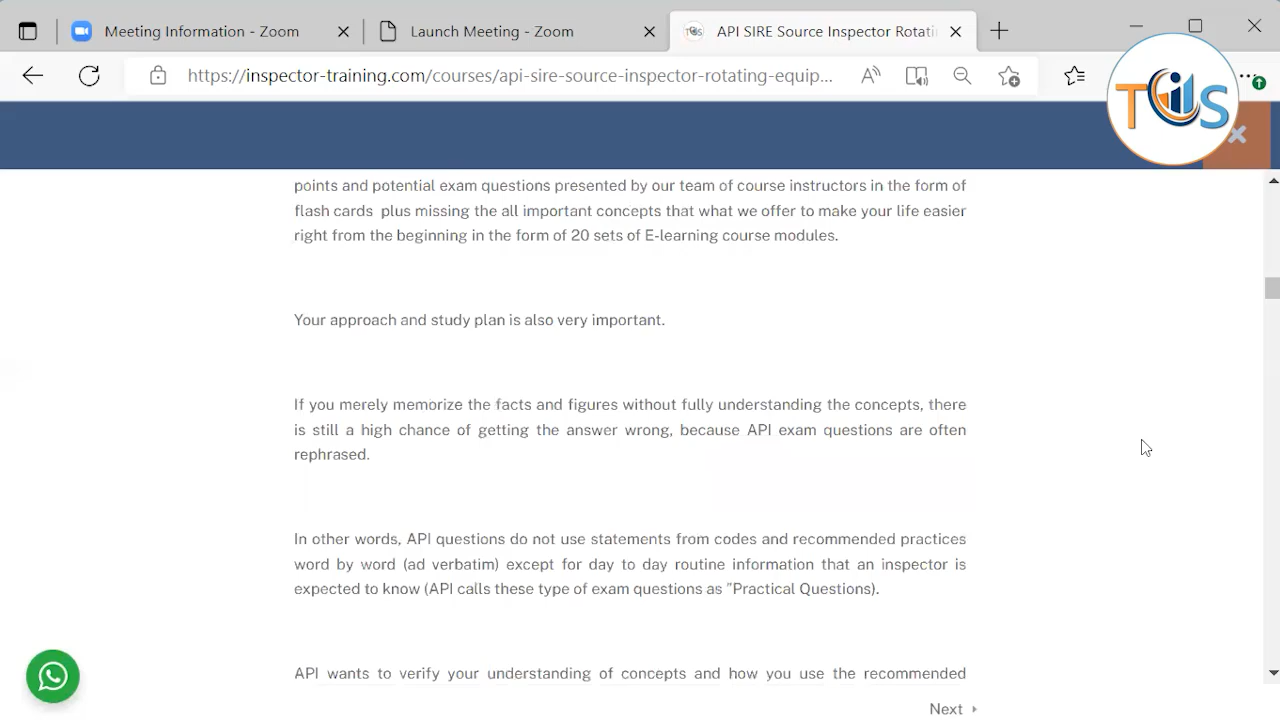 Meeting Information - Zoom
Launch Meeting - Zoom
TCIS
API SIRE Source Inspector Rotati
https://inspector-training.com/courses/api-sire-source-inspector-rotating-equip...
TIS
points and potential exam questions presented by our team of course instructors in the form of
flash cards plus missing the all important concepts that what we offer to make your life easier
right from the beginning in the form of 20 sets of E-learning course modules.
Your approach and study plan is also very important.
If you merely memorize the facts and figures without fully understanding the concepts, there
is still a high chance of getting the answer wrong, because API exam questions are often
rephrased.
In other words, API questions do not use statements from codes and recommended practices
word by word (ad verbatim) except for day to day routine information that an inspector is
expected to know (API calls these type of exam questions as "Practical Questions).
API wants to verify your understanding of concepts and how you use the recommended
Next